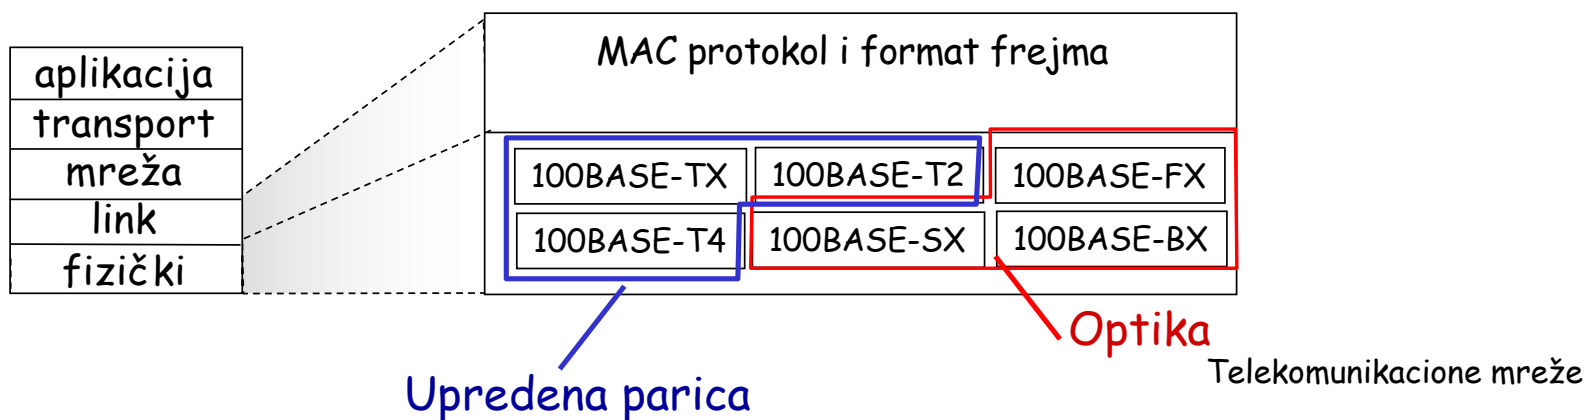 aplikacija
transport
mreža
link
fizički
MAC protokol i format frejma
100BASE-TX 100BASE-T2 100BASE-FX
100BASE-T4 100BASE-SX 100BASE-BX
Optika
Upredena parica
Telekomunikacione mreže